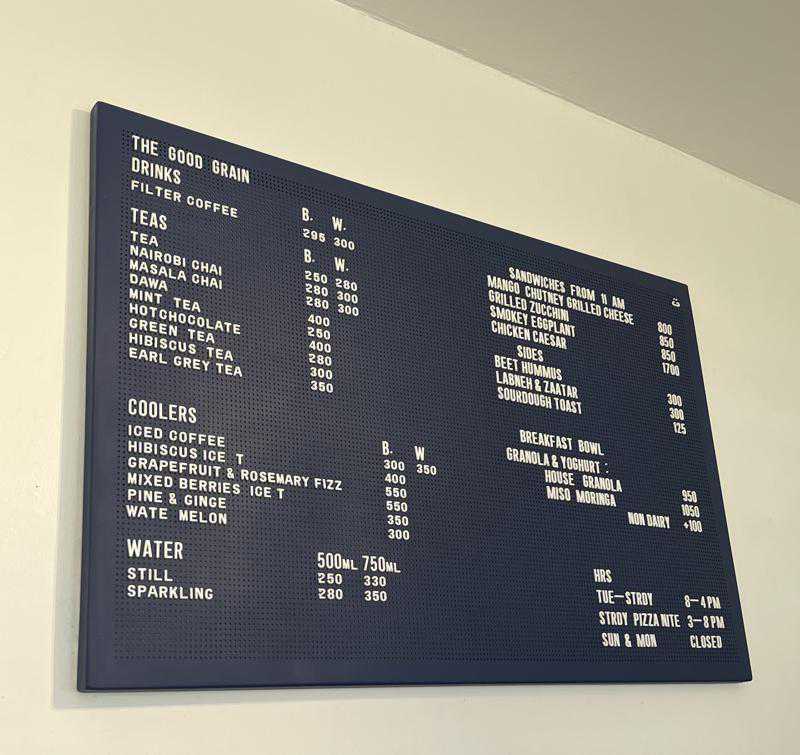 THE GOOD GRAIN
DRINKS B. W.
FILTER COFFEE 295 300
TEAS B. W.
TEA 250 280
NAIROBI CHAI 280 300
MASALA CHAI 280 300
DAWA 400
MINT TEA 250
HOTCHOCOLATE 400
GREEN TEA 280
HIBISCUS TEA 300
EARL GREY TEA 350
COOLERS B. W
ICED COFFEE 300 350
HIBISCUS ICE T 400
GRAPEFRUIT & ROSEMARY FIZZ 550
MIXED BERRIES ICE T 550
PINE & GINGE 350
WATE MELON 300
WATER 500ML 750ML
STILL 250 330
SPARKLING 280 350
SANDWICHES FROM 11 AM
MANGO CHUTNEY GRILLED CHEESE 800
GRILLED ZUCCHINI 850
SMOKEY EGGPLANT 850
CHICKEN CAESAR 1700
SIDES
BEET HUMMUS 300
LABNEH & ZAATAR 300
SOURDOUGH TOAST 125
BREAKFAST BOWL
GRANOLA & YOGHURT :
HOUSE GRANOLA 950
MISO MORINGA 1050
NON DAIRY +100
HRS
TUE—STRDY 8—4 PM
STRDY PIZZA NITE 3—8 PM
SUN & MON CLOSED